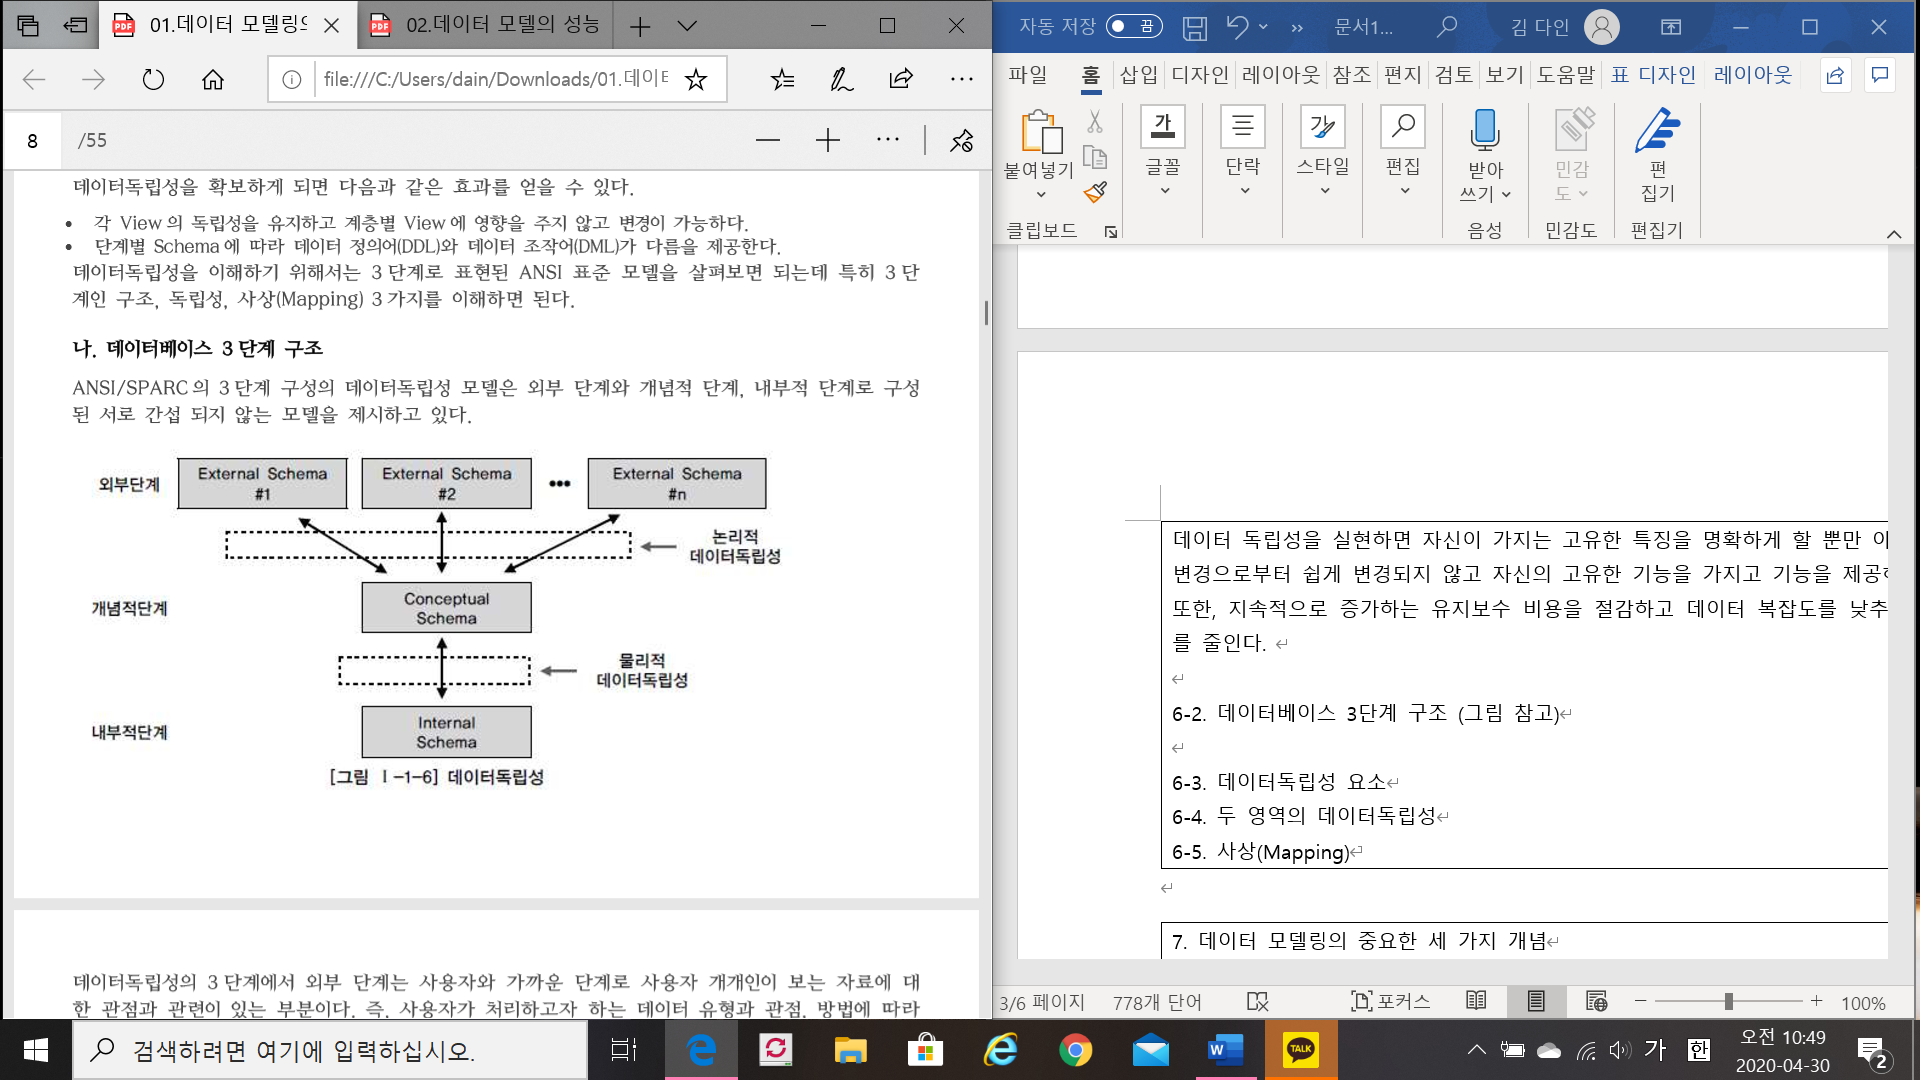 01.데이터 모델링의
02.데이터 모델의 성능
file:///C:/Users/dain/Downloads/01.데이터
8 /55
데이터독립성을 확보하게 되면 다음과 같은 효과를 얻을 수 있다.
• 각 View 의 독립성을 유지하고 계층별 View 에 영향을 주지 않고 변경이 가능하다.
• 단계별 Schema 에 따라 데이터 정의어(DDL)와 데이터 조작어(DML)가 다름을 제공한다.
데이터독립성을 이해하기 위해서는 3 단계로 표현된 ANSI 표준 모델을 살펴보면 되는데 특히 3 단
계인 구조, 독립성, 사상(Mapping) 3 가지를 이해하면 된다.
나. 데이터베이스 3 단계 구조
ANSI/SPARC 의 3 단계 구성의 데이터독립성 모델은 외부 단계와 개념적 단계, 내부적 단계로 구성
된 서로 간섭 되지 않는 모델을 제시하고 있다.
외부단계
External Schema
#1
External Schema
#2
•••
External Schema
#n
논리적
데이터독립성
개념적단계
Conceptual
Schema
물리적
데이터독립성
내부적단계
Internal
Schema
[그림 Ⅰ-1-6] 데이터독립성
데이터독립성의 3 단계에서 외부 단계는 사용자와 가까운 단계로 사용자 개개인이 보는 자료에 대
한 관점과 관련이 있는 부분이다. 즉, 사용자가 처리하고자 하는 데이터 유형과 관점, 방법에 따라
자동 저장 끔 문서1... 김 다인
파일 홈 삽입 디자인 레이아웃 참조 편지 검토 보기 도움말 표 디자인 레이아웃
붙여넣기
가
글꼴
단락
가
스타일
편집
받아
쓰기
민감
도
편
집기
클립보드 음성 민감도 편집기
데이터 독립성을 실현하면 자신이 가지는 고유한 특징을 명확하게 할 뿐만 아
변경으로부터 쉽게 변경되지 않고 자신의 고유한 기능을 가지고 기능을 제공하
또한, 지속적으로 증가하는 유지보수 비용을 절감하고 데이터 복잡도를 낮추
를 줄인다.
6-2. 데이터베이스 3단계 구조 (그림 참고)
6-3. 데이터독립성 요소
6-4. 두 영역의 데이터독립성
6-5. 사상(Mapping)
7. 데이터 모델링의 중요한 세 가지 개념
3/6 페이지 778개 단어 포커스 100%
검색하려면 여기에 입력하십시오.
TALK
가 한
오전 10:49
2020-04-30
2